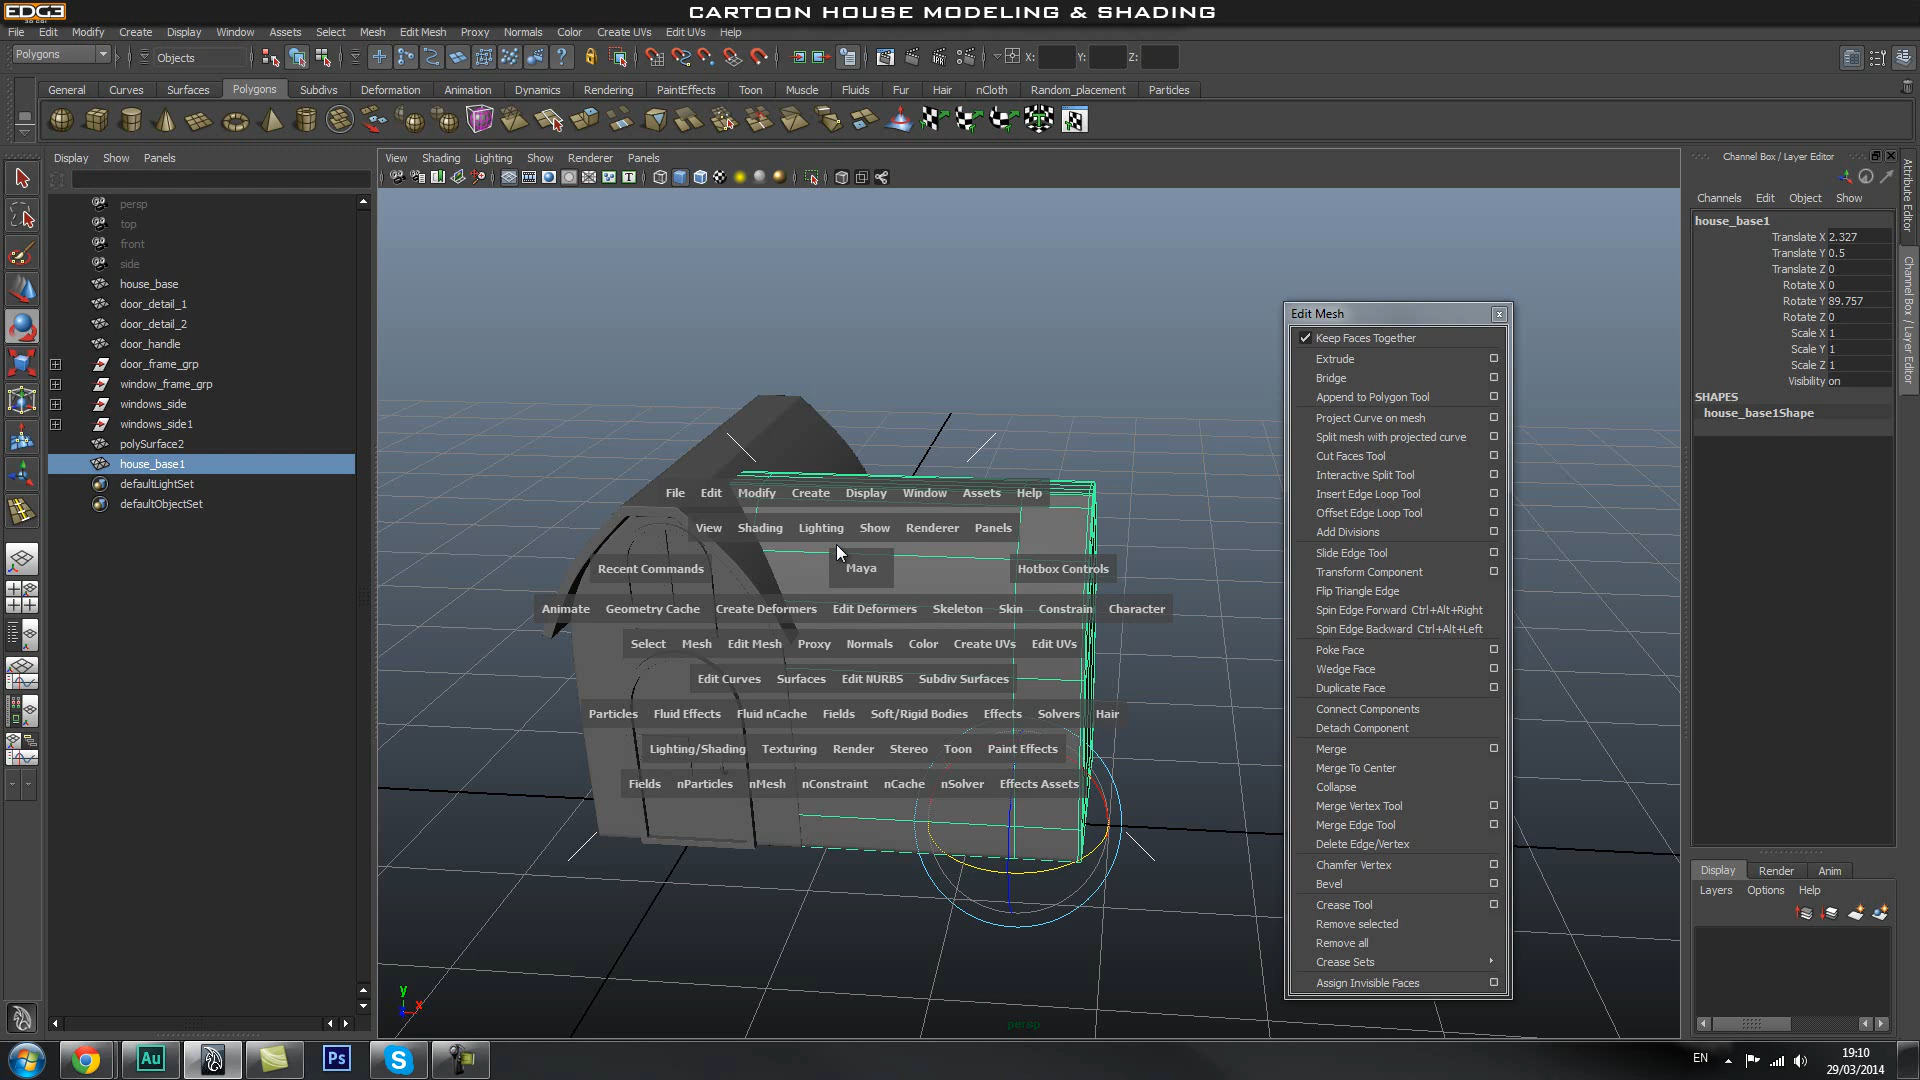 EDG3
CARTOON HOUSE MODELING & SHADING
File Edit Modify Create Display Window Assets Select Mesh Edit Mesh Proxy Normals Color Create UVs Edit UVs Help
Polygons Objects X: Y: Z:
General Curves Surfaces Polygons Subdivs Deformation Animation Dynamics Rendering PaintEffects Toon Muscle Fluids Fur Hair nCloth Random_placement Particles
Display Show Panels
View Shading Lighting Show Renderer Panels
persp
top
front
side
house_base
door_detail_1
door_detail_2
door_handle
door_frame_grp
window_frame_grp
windows_side
windows_side1
polySurface2
house_base1
defaultLightSet
defaultObjectSet
File Edit Modify Create Display Window Assets Help
View Shading Lighting Show Renderer Panels
Recent Commands Maya Hotbox Controls
Animate Geometry Cache Create Deformers Edit Deformers Skeleton Skin Constrain Character
Select Mesh Edit Mesh Proxy Normals Color Create UVs Edit UVs
Edit Curves Surfaces Edit NURBS Subdiv Surfaces
Particles Fluid Effects Fluid nCache Fields Soft/Rigid Bodies Effects Solvers Hair
Lighting/Shading Texturing Render Stereo Toon Paint Effects
Fields nParticles nMesh nConstraint nCache nSolver Effects Assets
y
x
persp
Edit Mesh
Keep Faces Together
Extrude
Bridge
Append to Polygon Tool
Project Curve on mesh
Split mesh with projected curve
Cut Faces Tool
Interactive Split Tool
Insert Edge Loop Tool
Offset Edge Loop Tool
Add Divisions
Slide Edge Tool
Transform Component
Flip Triangle Edge
Spin Edge Forward Ctrl+Alt+Right
Spin Edge Backward Ctrl+Alt+Left
Poke Face
Wedge Face
Duplicate Face
Connect Components
Detach Component
Merge
Merge To Center
Collapse
Merge Vertex Tool
Merge Edge Tool
Delete Edge/Vertex
Chamfer Vertex
Bevel
Crease Tool
Remove selected
Remove all
Crease Sets
Assign Invisible Faces
Channel Box / Layer Editor
Channels Edit Object Show
house_base1
Translate X 2.327
Translate Y 0.5
Translate Z 0
Rotate X 0
Rotate Y 89.757
Rotate Z 0
Scale X 1
Scale Y 1
Scale Z 1
Visibility on
SHAPES
house_base1Shape
Attribute Editor
Channel Box / Layer Editor
Display Render Anim
Layers Options Help
Au Ps S
EN
19:10
29/03/2014